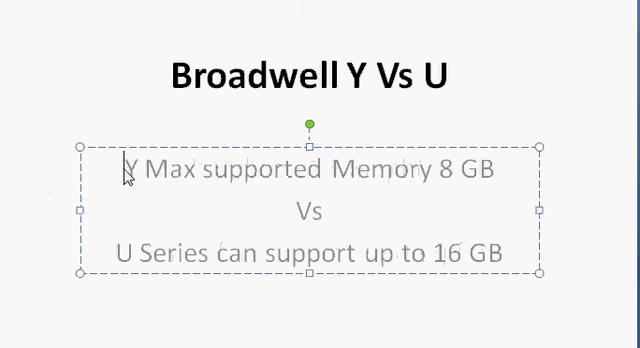 Broadwell Y Vs U
Y Max supported Memory 8 GB
Vs
U Series can support up to 16 GB